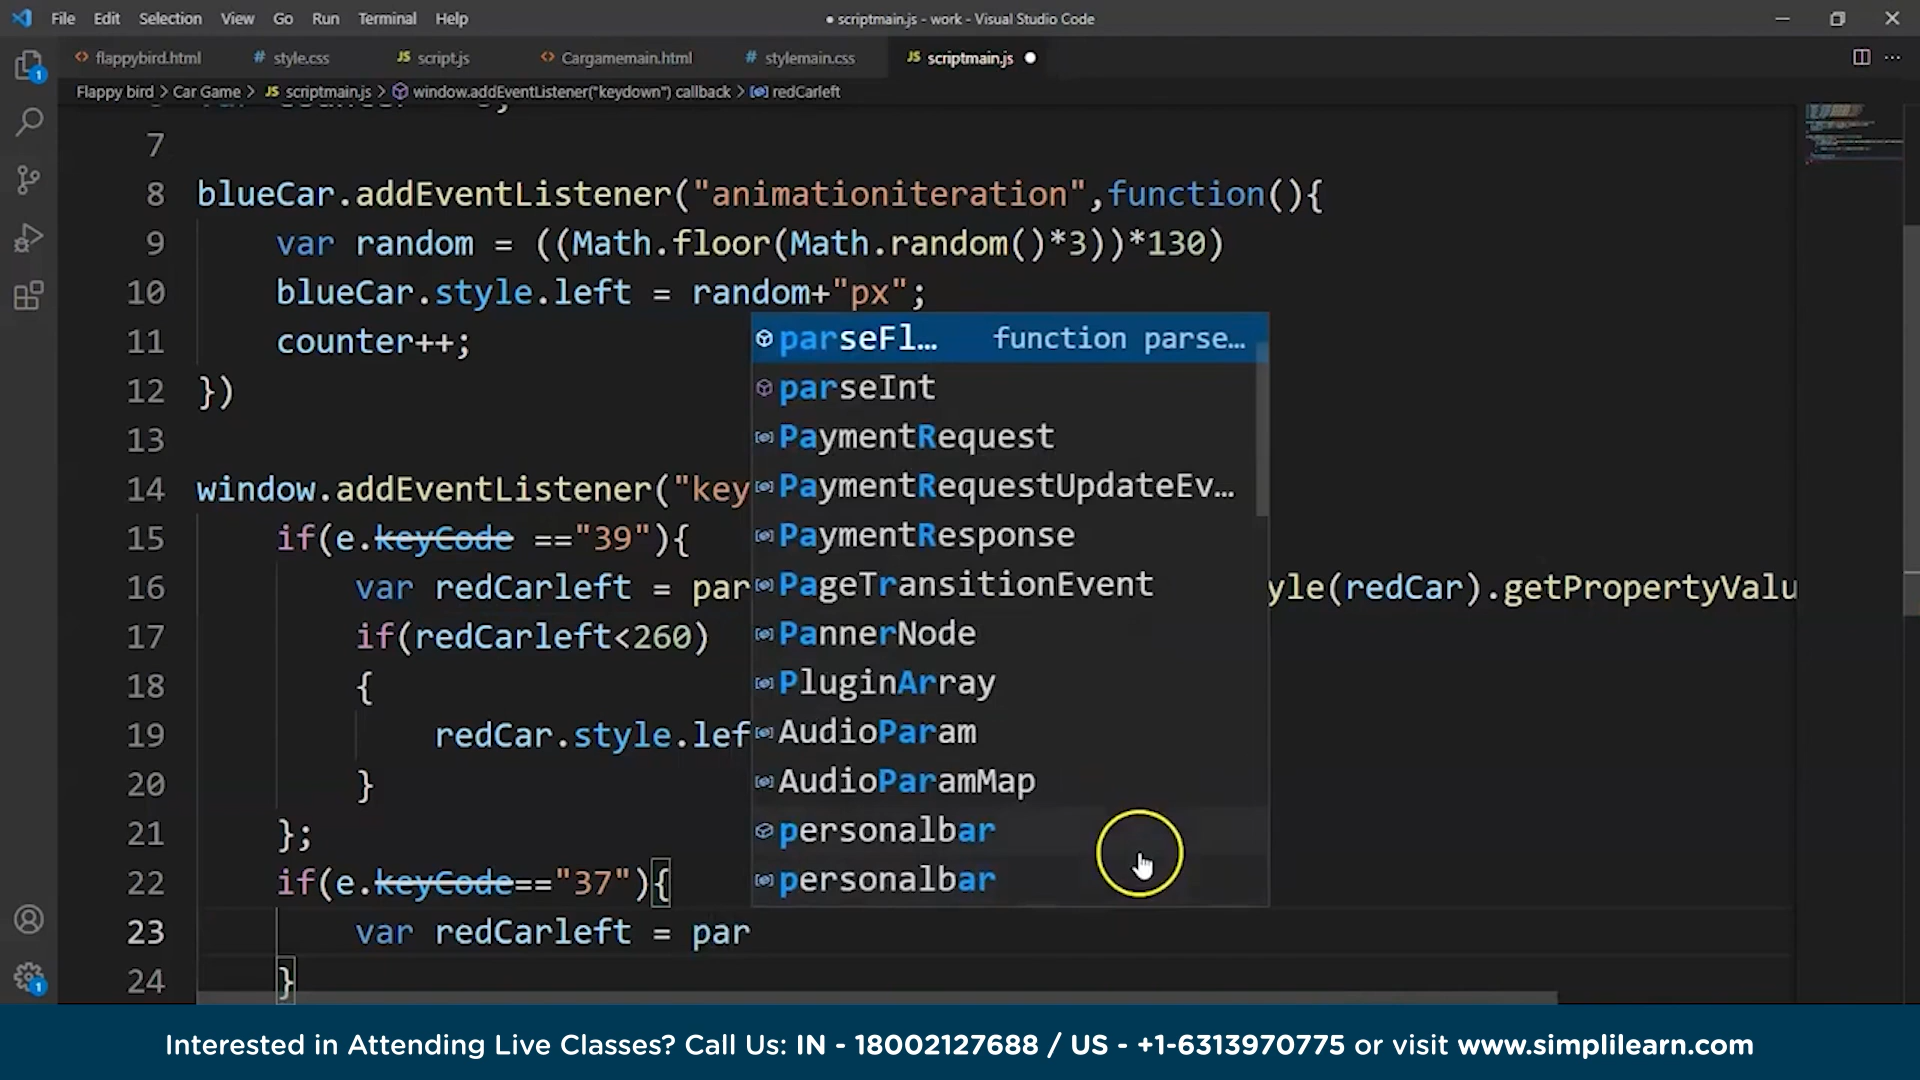 File Edit Selection View Go Run Terminal Help
● scriptmain.js - work - Visual Studio Code
<> flappybird.html # style.css JS script.js <> Cargamemain.html # stylemain.css JS scriptmain.js ●
Flappy bird > Car Game > JS scriptmain.js > window.addEventListener("keydown") callback > redCarleft
7
8 blueCar.addEventListener("animationiteration",function(){
9 var random = ((Math.floor(Math.random()*3))*130)
10 blueCar.style.left = random+"px";
11 counter++;
12 })
13
14 window.addEventListener("key
15 if(e.keyCode =="39"){
16 var redCarleft = par yle(redCar).getPropertyValu
17 if(redCarleft<260)
18 {
19 redCar.style.lef
20 }
21 };
22 if(e.keyCode=="37"){
23 var redCarleft = par
24 }
parseFl… function parse…
parseInt
PaymentRequest
PaymentRequestUpdateEv…
PaymentResponse
PageTransitionEvent
PannerNode
PluginArray
AudioParam
AudioParamMap
personalbar
personalbar
1
1
Interested in Attending Live Classes? Call Us: IN - 18002127688 / US - +1-6313970775 or visit www.simplilearn.com